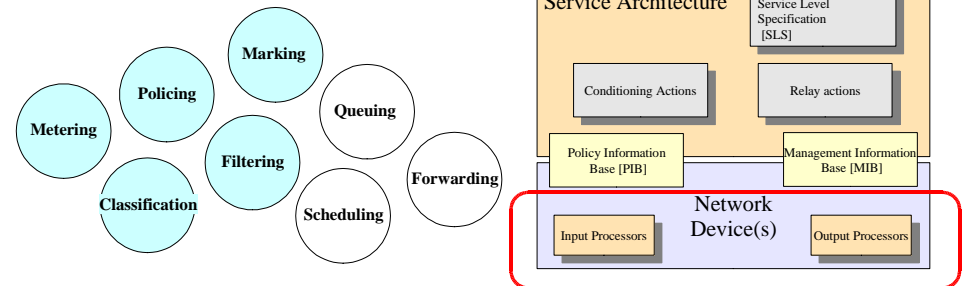 Marking
Policing
Queuing
Metering
Filtering
Forwarding
Classification
Scheduling
Service Architecture
Service Level
Specification
[SLS]
Conditioning Actions
Relay actions
Policy Information
Base [PIB]
Management Information
Base [MIB]
Network
Device(s)
Input Processors
Output Processors